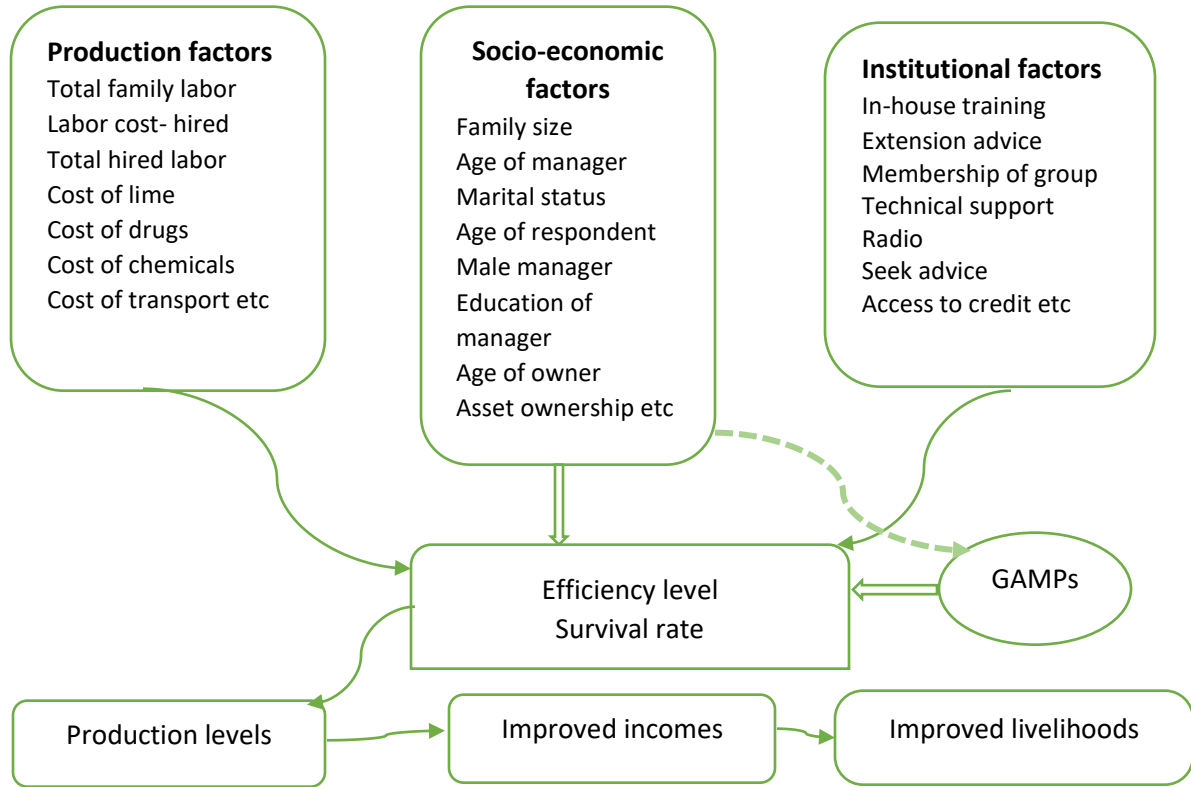 Production factors
Total family labor
Labor cost- hired
Total hired labor
Cost of lime
Cost of drugs
Cost of chemicals
Cost of transport etc
Socio-economic
factors
Family size
Age of manager
Marital status
Age of respondent
Male manager
Education of
manager
Age of owner
Asset ownership etc
Institutional factors
In-house training
Extension advice
Membership of group
Technical support
Radio
Seek advice
Access to credit etc
Efficiency level
Survival rate
GAMPs
Production levels
Improved incomes
Improved livelihoods